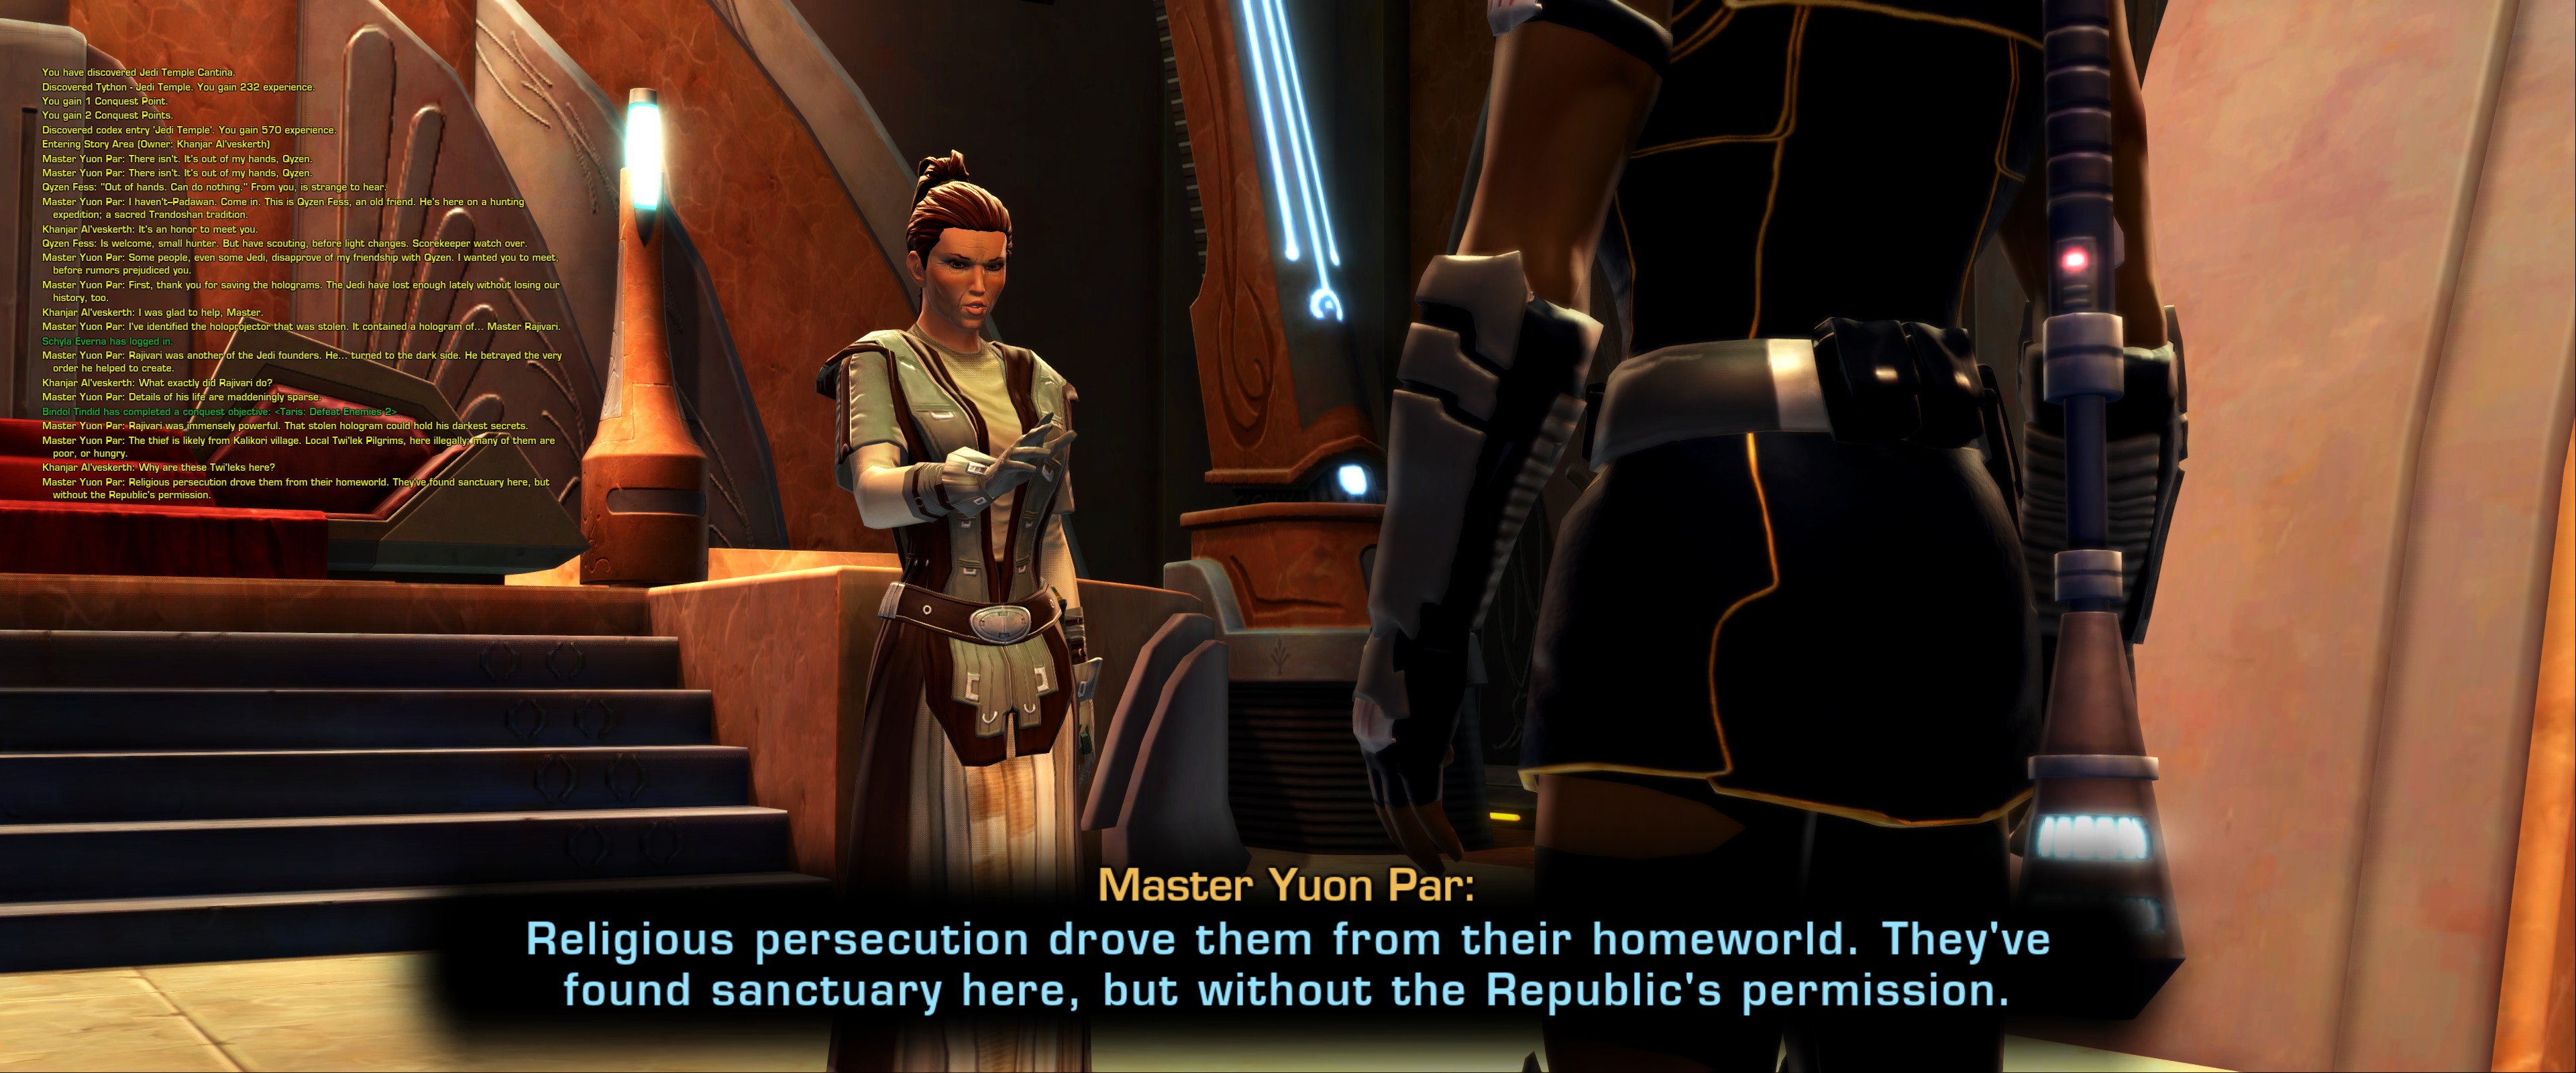 You have discovered Jedi Temple Cantina.
Discovered Tython - Jedi Temple. You gain 232 experience.
You gain 1 Conquest Point.
You gain 2 Conquest Points.
Discovered codex entry 'Jedi Temple'. You gain 570 experience.
Entering Story Area (Owner: Khanjar Al'veskerth)
Master Yuon Par: There isn't. It's out of my hands, Qyzen.
Master Yuon Par: There isn't. It's out of my hands, Qyzen.
Qyzen Fess: "Out of hands. Can do nothing." From you, is strange to hear.
Master Yuon Par: I haven't–Padawan. Come in. This is Qyzen Fess, an old friend. He's here on a hunting
expedition; a sacred Trandoshan tradition.
Khanjar Al'veskerth: It's an honor to meet you.
Qyzen Fess: Is welcome, small hunter. But have scouting, before light changes. Scorekeeper watch over.
Master Yuon Par: Some people, even some Jedi, disapprove of my friendship with Qyzen. I wanted you to meet,
before rumors prejudiced you.
Master Yuon Par: First, thank you for saving the holograms. The Jedi have lost enough lately without losing our
history, too.
Khanjar Al'veskerth: I was glad to help, Master.
Master Yuon Par: I've identified the holoprojector that was stolen. It contained a hologram of... Master Rajivari.
Schyla Everna has logged in.
Master Yuon Par: Rajivari was another of the Jedi founders. He... turned to the dark side. He betrayed the very
order he helped to create.
Khanjar Al'veskerth: What exactly did Rajivari do?
Master Yuon Par: Details of his life are maddeningly sparse.
Bindol Tindid has completed a conquest objective: <Taris: Defeat Enemies 2>
Master Yuon Par: Rajivari was immensely powerful. That stolen hologram could hold his darkest secrets.
Master Yuon Par: The thief is likely from Kalikori village. Local Twi'lek Pilgrims, here illegally; many of them are
poor, or hungry.
Khanjar Al'veskerth: Why are these Twi'leks here?
Master Yuon Par: Religious persecution drove them from their homeworld. They've found sanctuary here, but
without the Republic's permission.
Master Yuon Par:
Religious persecution drove them from their homeworld. They've
found sanctuary here, but without the Republic's permission.